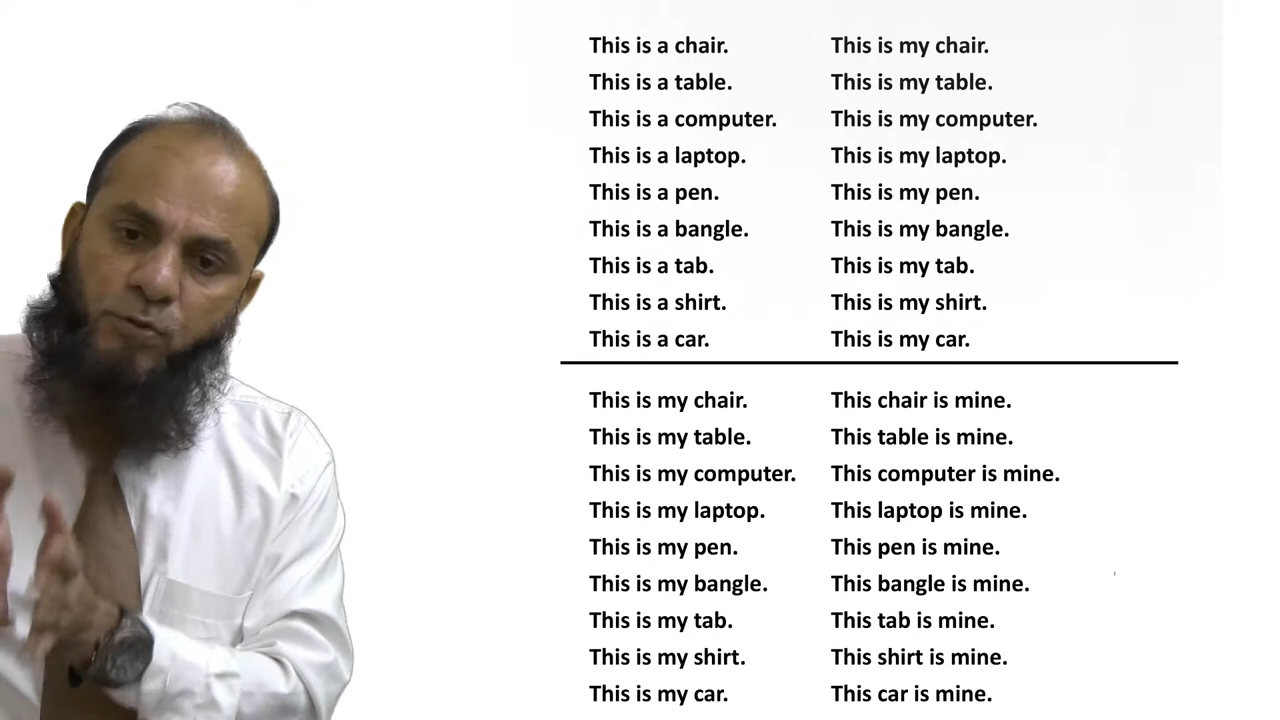 This is a chair. This is my chair.
This is a table. This is my table.
This is a computer. This is my computer.
This is a laptop. This is my laptop.
This is a pen. This is my pen.
This is a bangle. This is my bangle.
This is a tab. This is my tab.
This is a shirt. This is my shirt.
This is a car. This is my car.
This is my chair. This chair is mine.
This is my table. This table is mine.
This is my computer. This computer is mine.
This is my laptop. This laptop is mine.
This is my pen. This pen is mine.
This is my bangle. This bangle is mine.
This is my tab. This tab is mine.
This is my shirt. This shirt is mine.
This is my car. This car is mine.